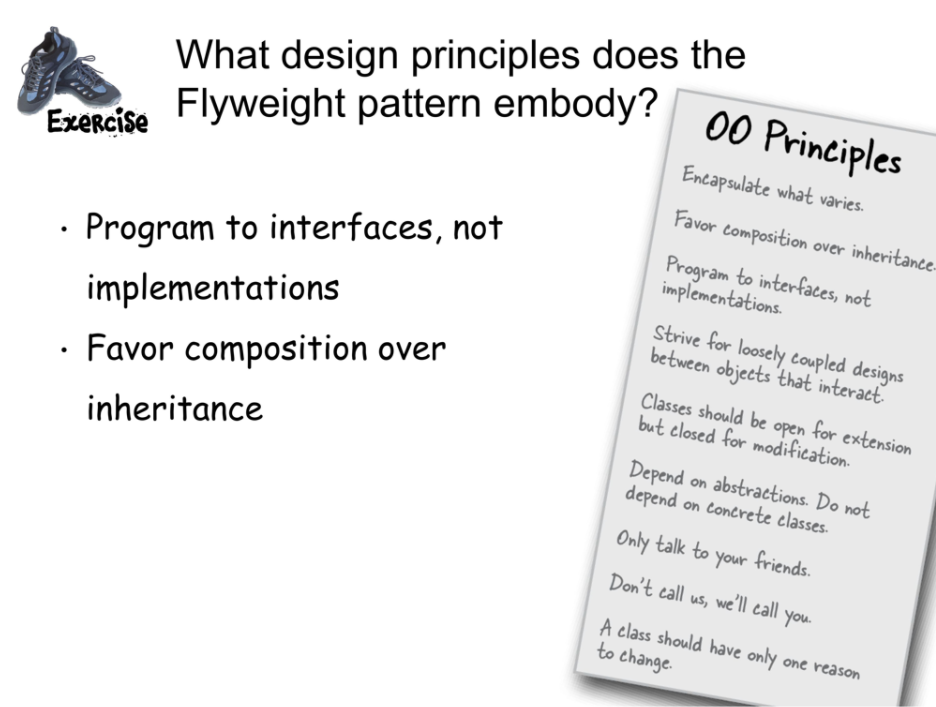 Exercise
What design principles does the
Flyweight pattern embody?
• Program to interfaces, not
implementations
• Favor composition over
inheritance
OO Principles
Encapsulate what varies.
Favor composition over inheritance.
Program to interfaces, not
implementations.
Strive for loosely coupled designs
between objects that interact.
Classes should be open for extension
but closed for modification.
Depend on abstractions. Do not
depend on concrete classes.
Only talk to your friends.
Don't call us, we'll call you.
A class should have only one reason
to change.